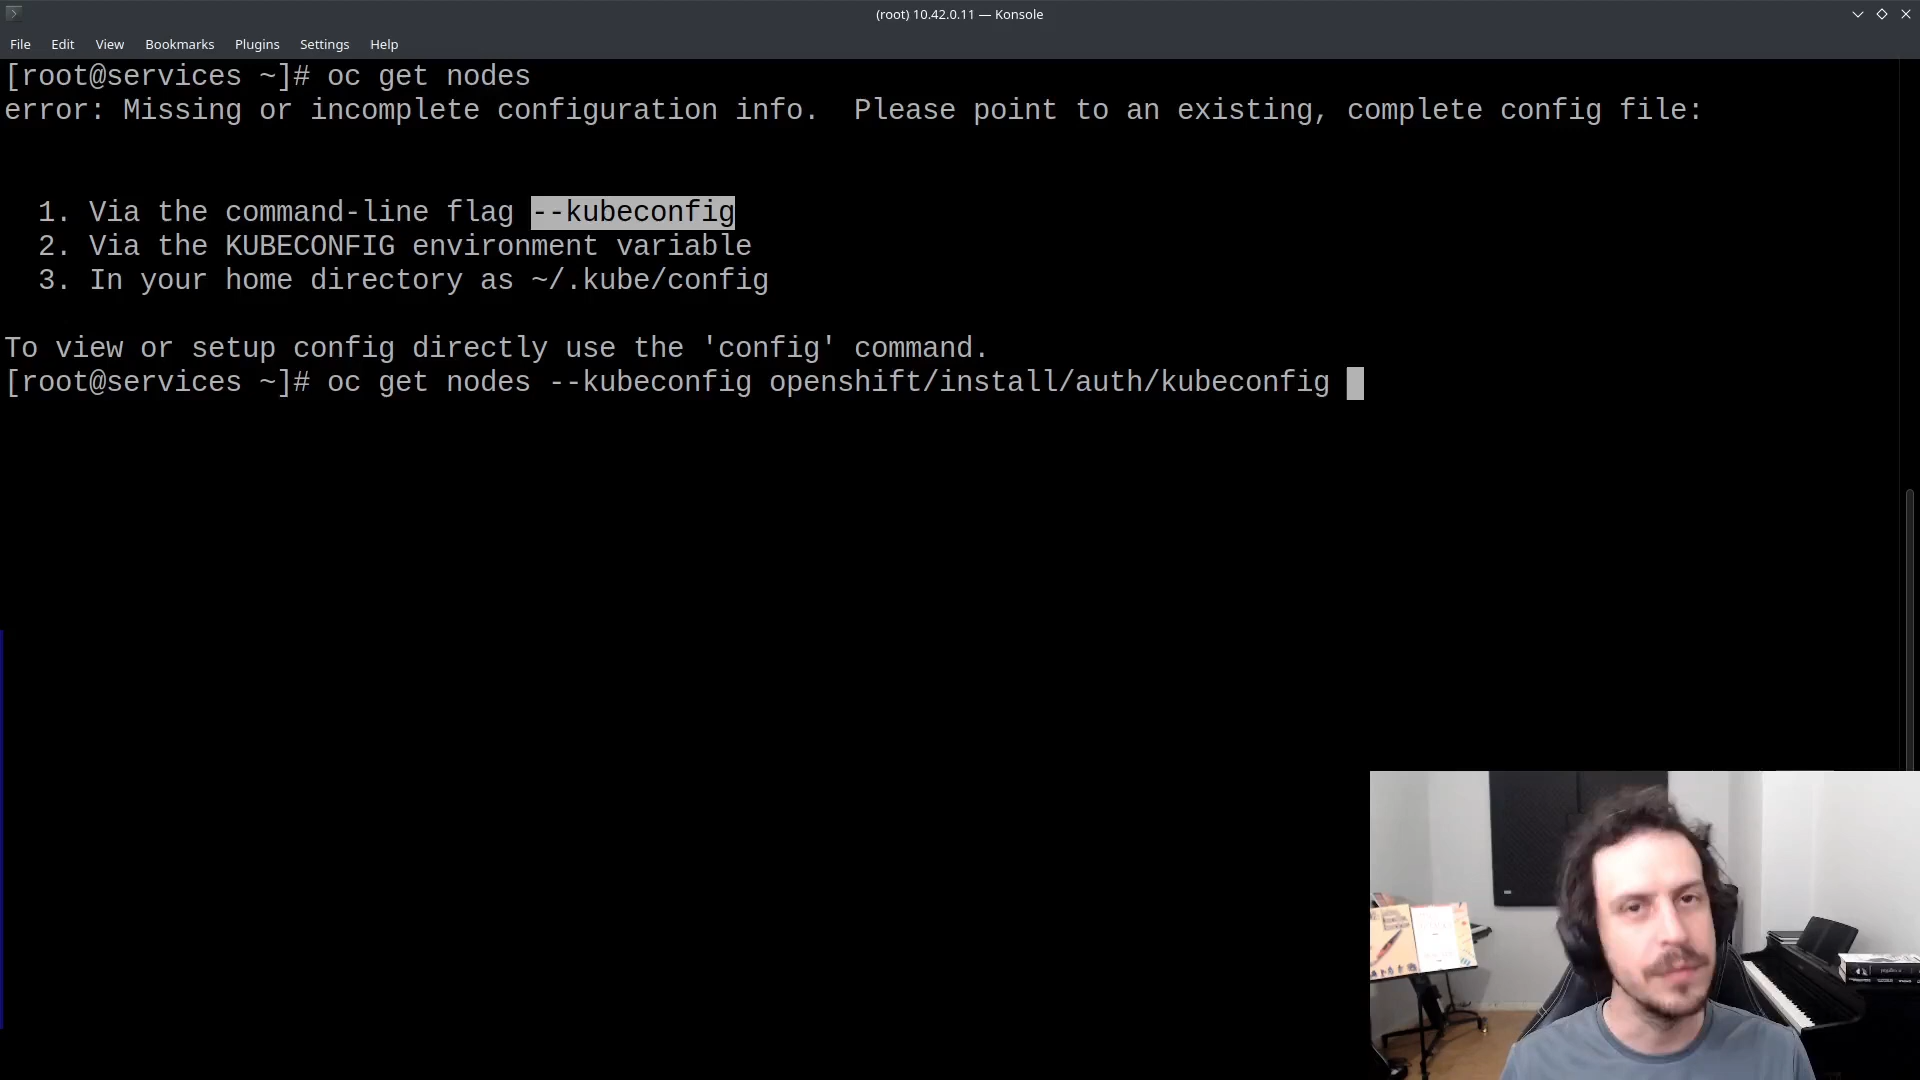 (root) 10.42.0.11 — Konsole
File Edit View Bookmarks Plugins Settings Help
[root@services ~]# oc get nodes
error: Missing or incomplete configuration info.  Please point to an existing, complete config file:
  1. Via the command-line flag --kubeconfig
  2. Via the KUBECONFIG environment variable
  3. In your home directory as ~/.kube/config
To view or setup config directly use the 'config' command.
[root@services ~]# oc get nodes --kubeconfig openshift/install/auth/kubeconfig